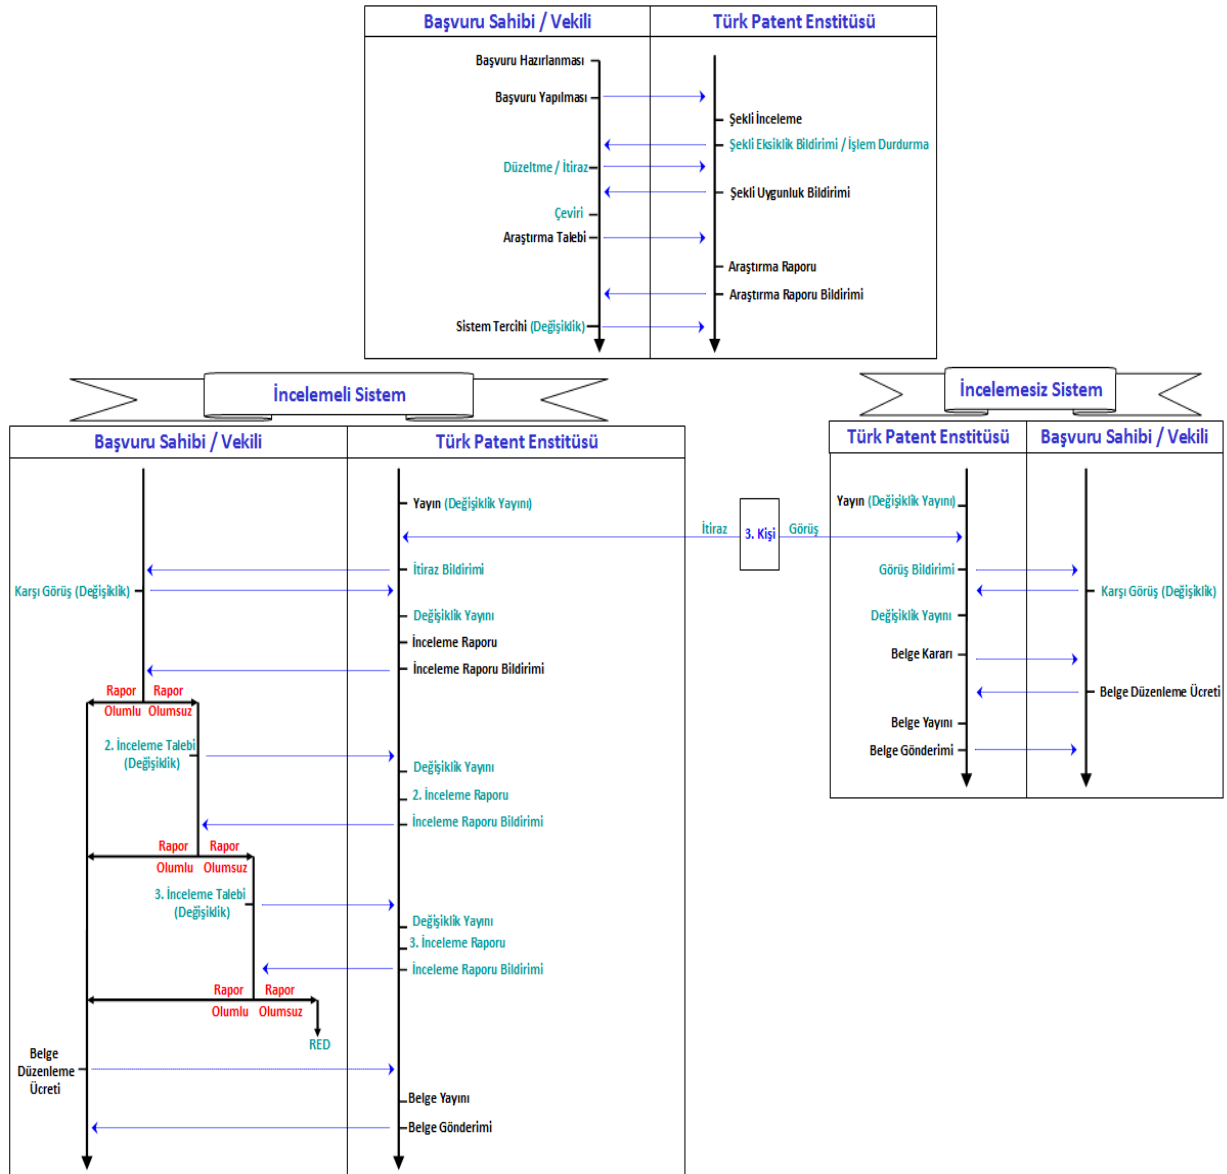 Başvuru Sahibi / Vekili
Türk Patent Enstitüsü
Başvuru Hazırlanması
Başvuru Yapılması
Şekli İnceleme
Şekli Eksiklik Bildirimi / İşlem Durdurma
Düzeltme / İtiraz
Şekli Uygunluk Bildirimi
Çeviri
Araştırma Talebi
Araştırma Raporu
Araştırma Raporu Bildirimi
Sistem Tercihi (Değişiklik)
İncelemeli Sistem
Başvuru Sahibi / Vekili
Türk Patent Enstitüsü
Yayın (Değişiklik Yayını)
İtiraz
3. Kişi
Görüş
İtiraz Bildirimi
Karşı Görüş (Değişiklik)
Değişiklik Yayını
İnceleme Raporu
İnceleme Raporu Bildirimi
Rapor
Olumlu
Rapor
Olumsuz
2. İnceleme Talebi
(Değişiklik)
Değişiklik Yayını
2. İnceleme Raporu
İnceleme Raporu Bildirimi
Rapor
Olumlu
Rapor
Olumsuz
3. İnceleme Talebi
(Değişiklik)
Değişiklik Yayını
3. İnceleme Raporu
İnceleme Raporu Bildirimi
Rapor
Olumlu
Rapor
Olumsuz
RED
Belge
Düzenleme
Ücreti
Belge Yayını
Belge Gönderimi
İncelemesiz Sistem
Türk Patent Enstitüsü
Başvuru Sahibi / Vekili
Yayın (Değişiklik Yayını)
Görüş Bildirimi
Karşı Görüş (Değişiklik)
Değişiklik Yayını
Belge Kararı
Belge Düzenleme Ücreti
Belge Yayını
Belge Gönderimi